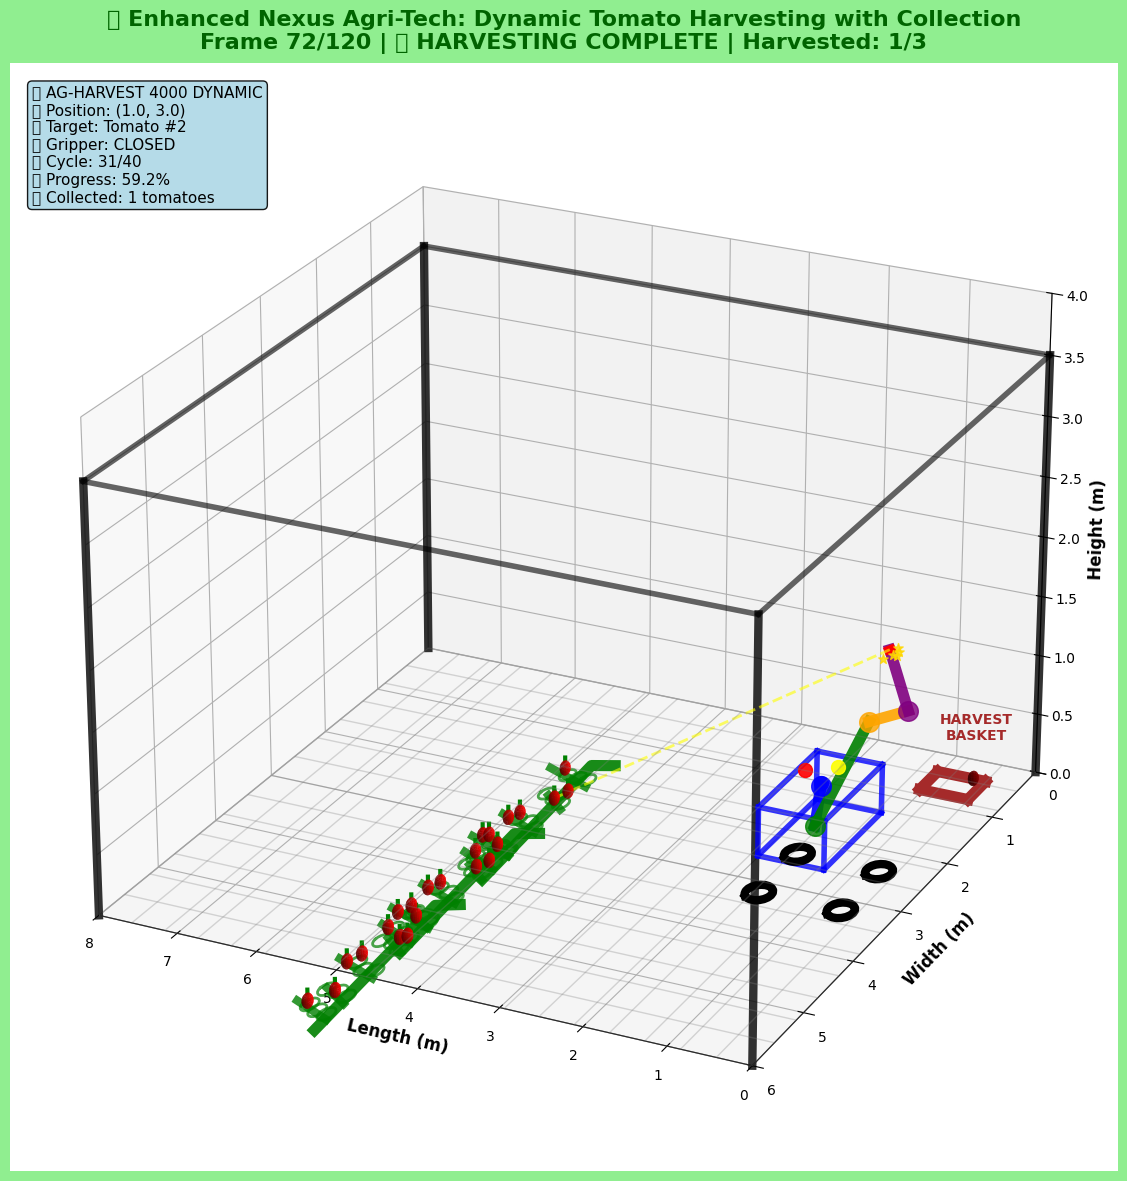 ▯ Enhanced Nexus Agri-Tech: Dynamic Tomato Harvesting with Collection
Frame 72/120 | ▯ HARVESTING COMPLETE | Harvested: 1/3
▯ AG-HARVEST 4000 DYNAMIC
▯ Position: (1.0, 3.0)
▯ Target: Tomato #2
▯ Gripper: CLOSED
▯ Cycle: 31/40
▯ Progress: 59.2%
▯ Collected: 1 tomatoes
4.0
3.5
3.0
2.5
2.0
1.5
1.0
0.5
0.0
Height (m)
HARVEST
BASKET
0
1
2
3
4
5
6
Width (m)
8
7
6
5
4
3
2
1
0
Length (m)